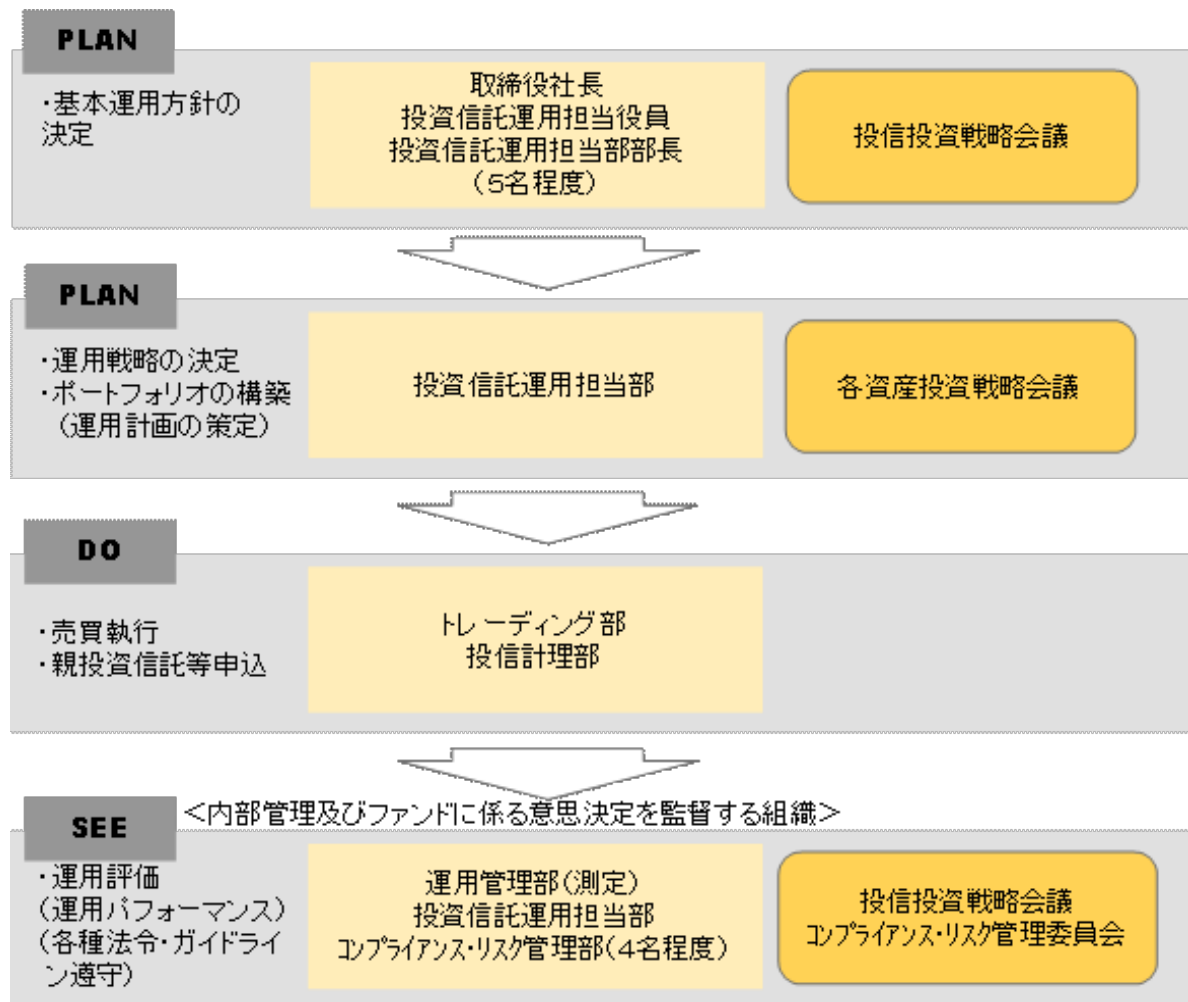 PLAN
・基本運用方針の
決定
取締役社長
投資信託運用担当役員
投資信託運用担当部部長
（5名程度）
投信投資戦略会議
PLAN
・運用戦略の決定
・ポートフォリオの構築
（運用計画の策定）
投資信託運用担当部
各資産投資戦略会議
DO
・売買執行
・親投資信託等申込
トレーディング部
投信計理部
＜内部管理及びファンドに係る意思決定を監督する組織＞
SEE
・運用評価
（運用パフォーマンス）
（各種法令・ガイドライ
ン遵守）
運用管理部（測定）
投資信託運用担当部
ｺﾝﾌﾟﾗｲｱﾝｽ・ﾘｽｸ管理部（４名程度）
投信投資戦略会議
ｺﾝﾌﾟﾗｲｱﾝｽ・ﾘｽｸ管理委員会